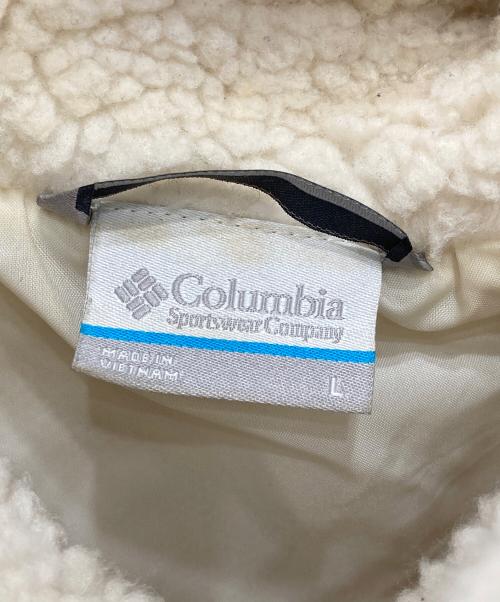 Columbia
Sportswear Company
MADE IN
VIETNAM
L